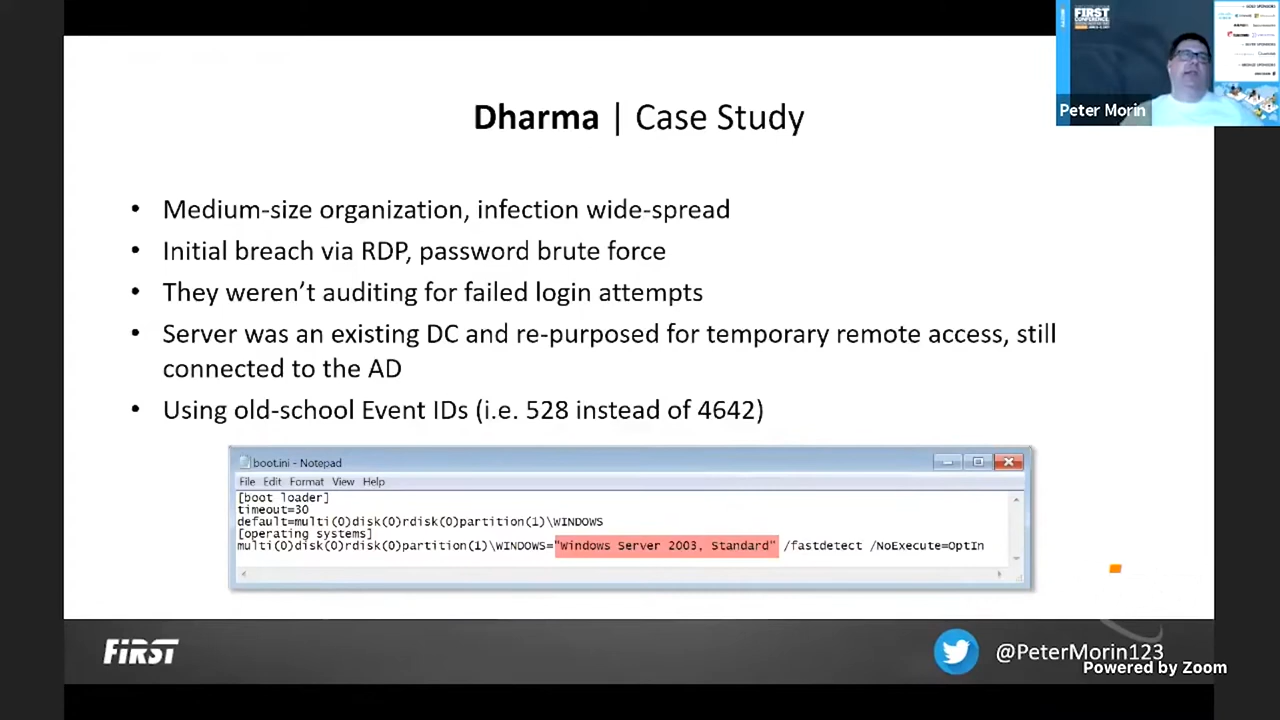 FIRST
CONFERENCE
Peter Morin
Dharma | Case Study
• Medium-size organization, infection wide-spread
• Initial breach via RDP, password brute force
• They weren’t auditing for failed login attempts
• Server was an existing DC and re-purposed for temporary remote access, still
connected to the AD
• Using old-school Event IDs (i.e. 528 instead of 4642)
boot.ini - Notepad
File Edit Format View Help
[boot loader]
timeout=30
default=multi(0)disk(0)rdisk(0)partition(1)\WINDOWS
[operating systems]
multi(0)disk(0)rdisk(0)partition(1)\WINDOWS="Windows Server 2003, Standard" /fastdetect /NoExecute=OptIn
FIRST
@PeterMorin123
Powered by Zoom